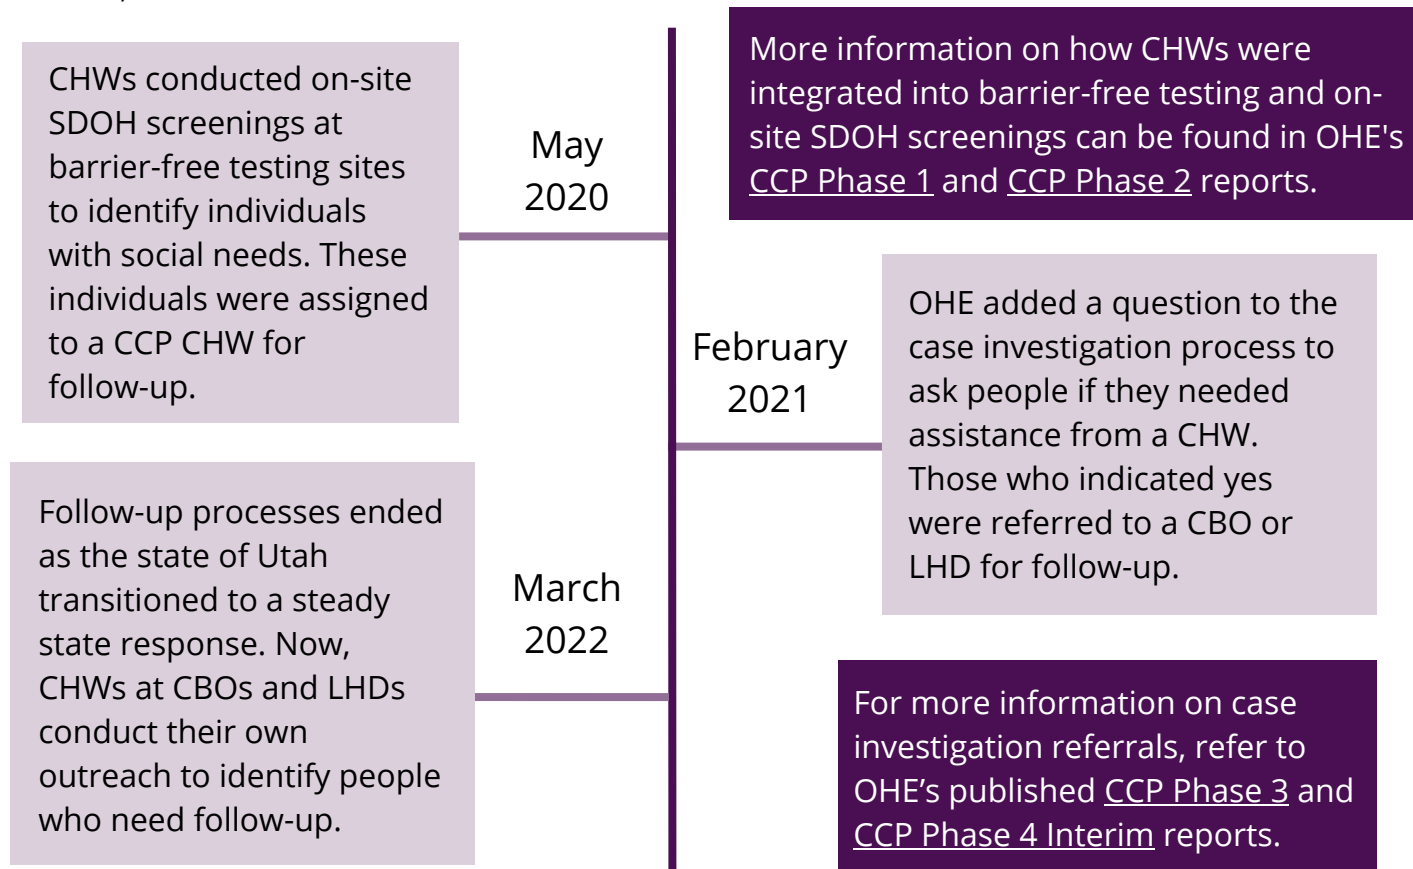 CHWs conducted on-site
SDOH screenings at
barrier-free testing sites
to identify individuals
with social needs. These
individuals were assigned
to a CCP CHW for
follow-up.
May
2020
More information on how CHWs were
integrated into barrier-free testing and on-
site SDOH screenings can be found in OHE's
CCP Phase 1 and CCP Phase 2 reports.
February
2021
OHE added a question to the
case investigation process to
ask people if they needed
assistance from a CHW.
Those who indicated yes
were referred to a CBO or
LHD for follow-up.
Follow-up processes ended
as the state of Utah
transitioned to a steady
state response. Now,
CHWs at CBOs and LHDs
conduct their own
outreach to identify people
who need follow-up.
March
2022
For more information on case
investigation referrals, refer to
OHE’s published CCP Phase 3 and
CCP Phase 4 Interim reports.